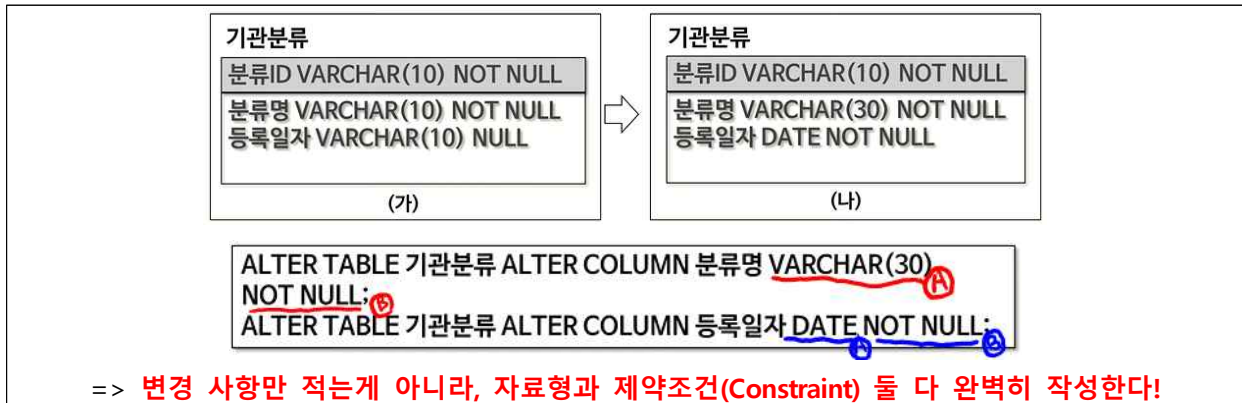 기관분류
분류ID VARCHAR(10) NOT NULL
분류명 VARCHAR(10) NOT NULL
등록일자 VARCHAR(10) NULL
(가)
기관분류
분류ID VARCHAR(10) NOT NULL
분류명 VARCHAR(30) NOT NULL
등록일자 DATE NOT NULL
(나)
ALTER TABLE 기관분류 ALTER COLUMN 분류명 VARCHAR(30) A
NOT NULL; B
ALTER TABLE 기관분류 ALTER COLUMN 등록일자 DATE NOT NULL;
A B
=> 변경 사항만 적는게 아니라, 자료형과 제약조건(Constraint) 둘 다 완벽히 작성한다!